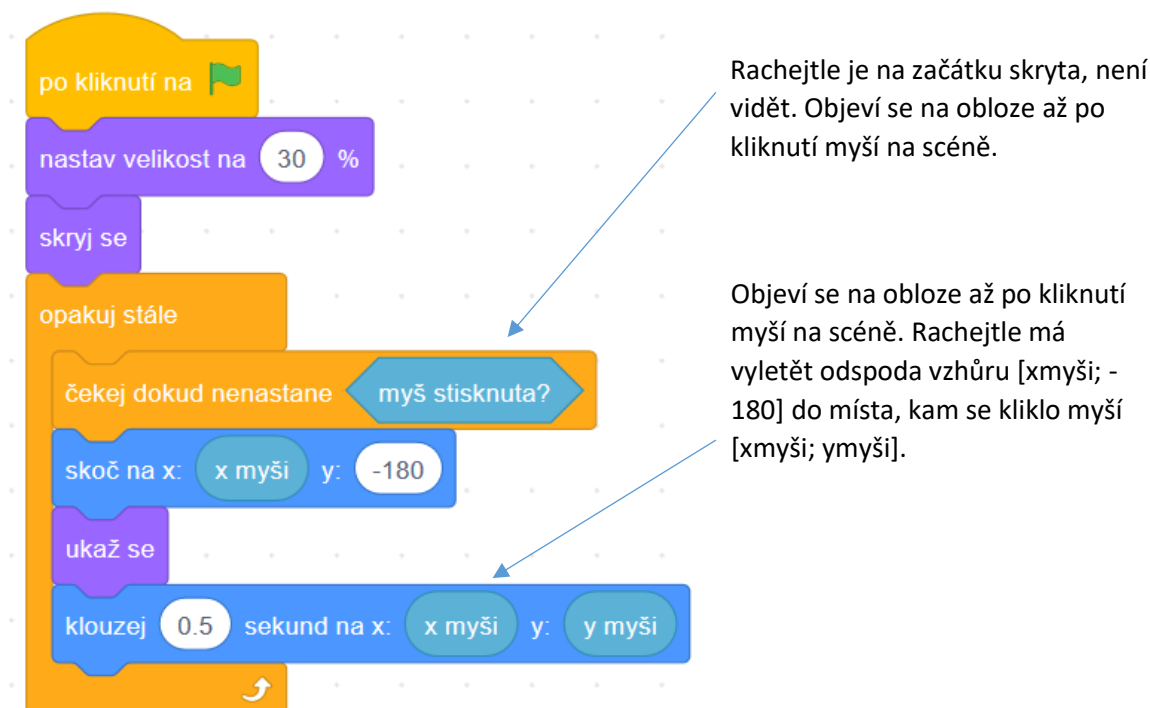 po kliknutí na
nastav velikost na 30 %
skryj se
opakuj stále
čekej dokud nenastane myš stisknuta?
skoč na x: x myši y: -180
ukaž se
klouzej 0.5 sekund na x: x myši y: y myši
Rachejtle je na začátku skryta, není
vidět. Objeví se na obloze až po
kliknutí myší na scéně.
Objeví se na obloze až po kliknutí
myší na scéně. Rachejtle má
vyletět odspoda vzhůru [xmyši; -
180] do místa, kam se kliklo myší
[xmyši; ymyši].